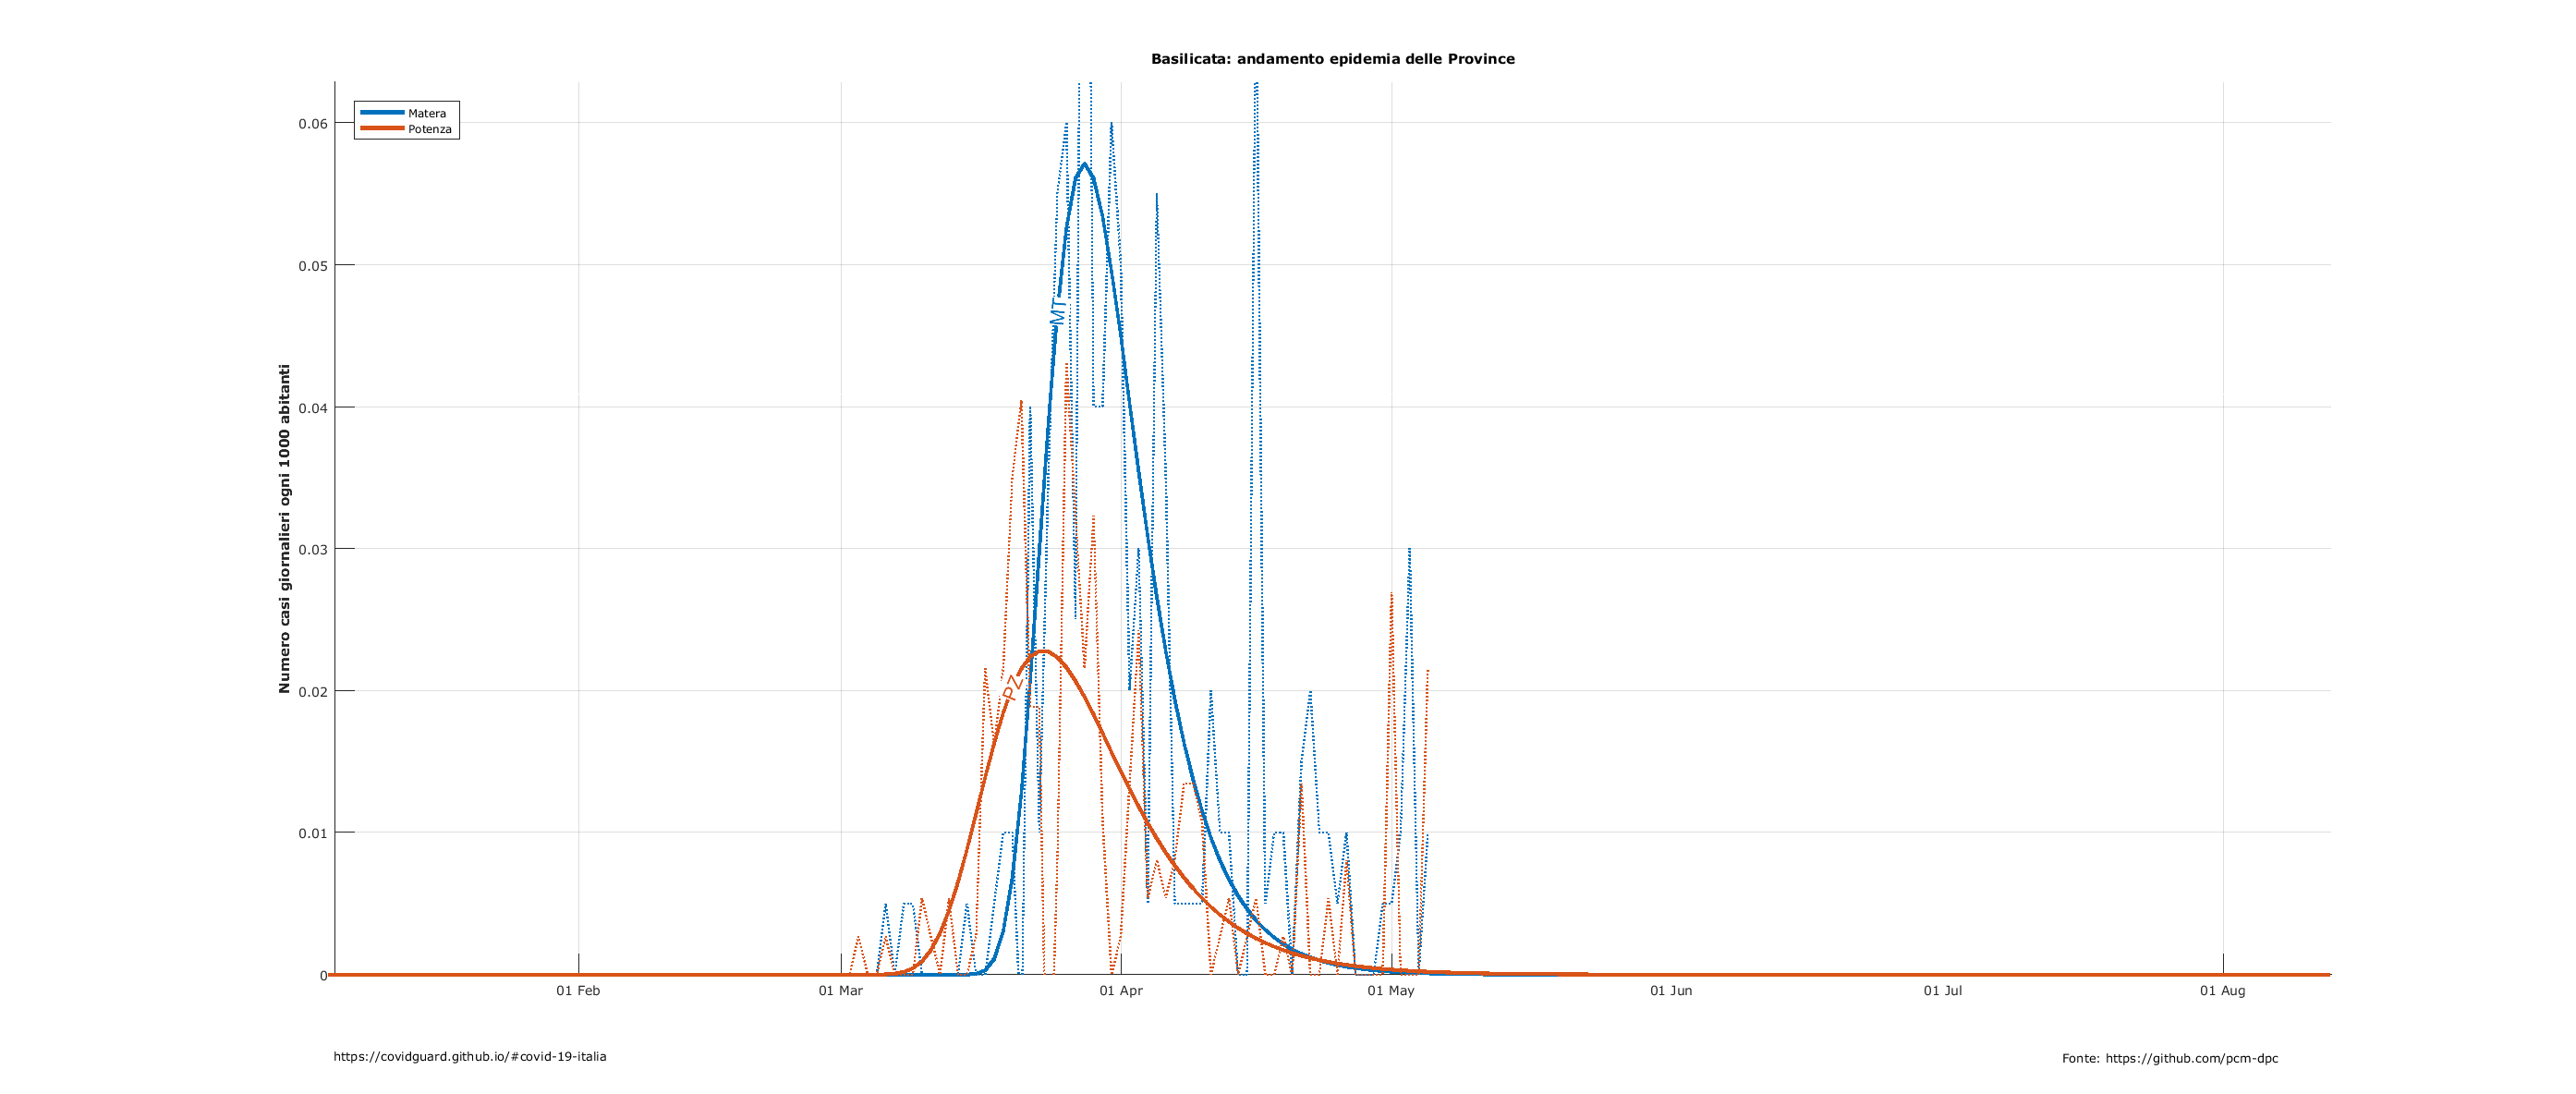 Basilicata: andamento epidemia delle Province
Matera
Potenza
Numero casi giornalieri ogni 1000 abitanti
0.06
0.05
0.04
0.03
0.02
0.01
0
MT
PZ
01 Feb
01 Mar
01 Apr
01 May
01 Jun
01 Jul
01 Aug
https://covidguard.github.io/#covid-19-italia
Fonte: https://github.com/pcm-dpc